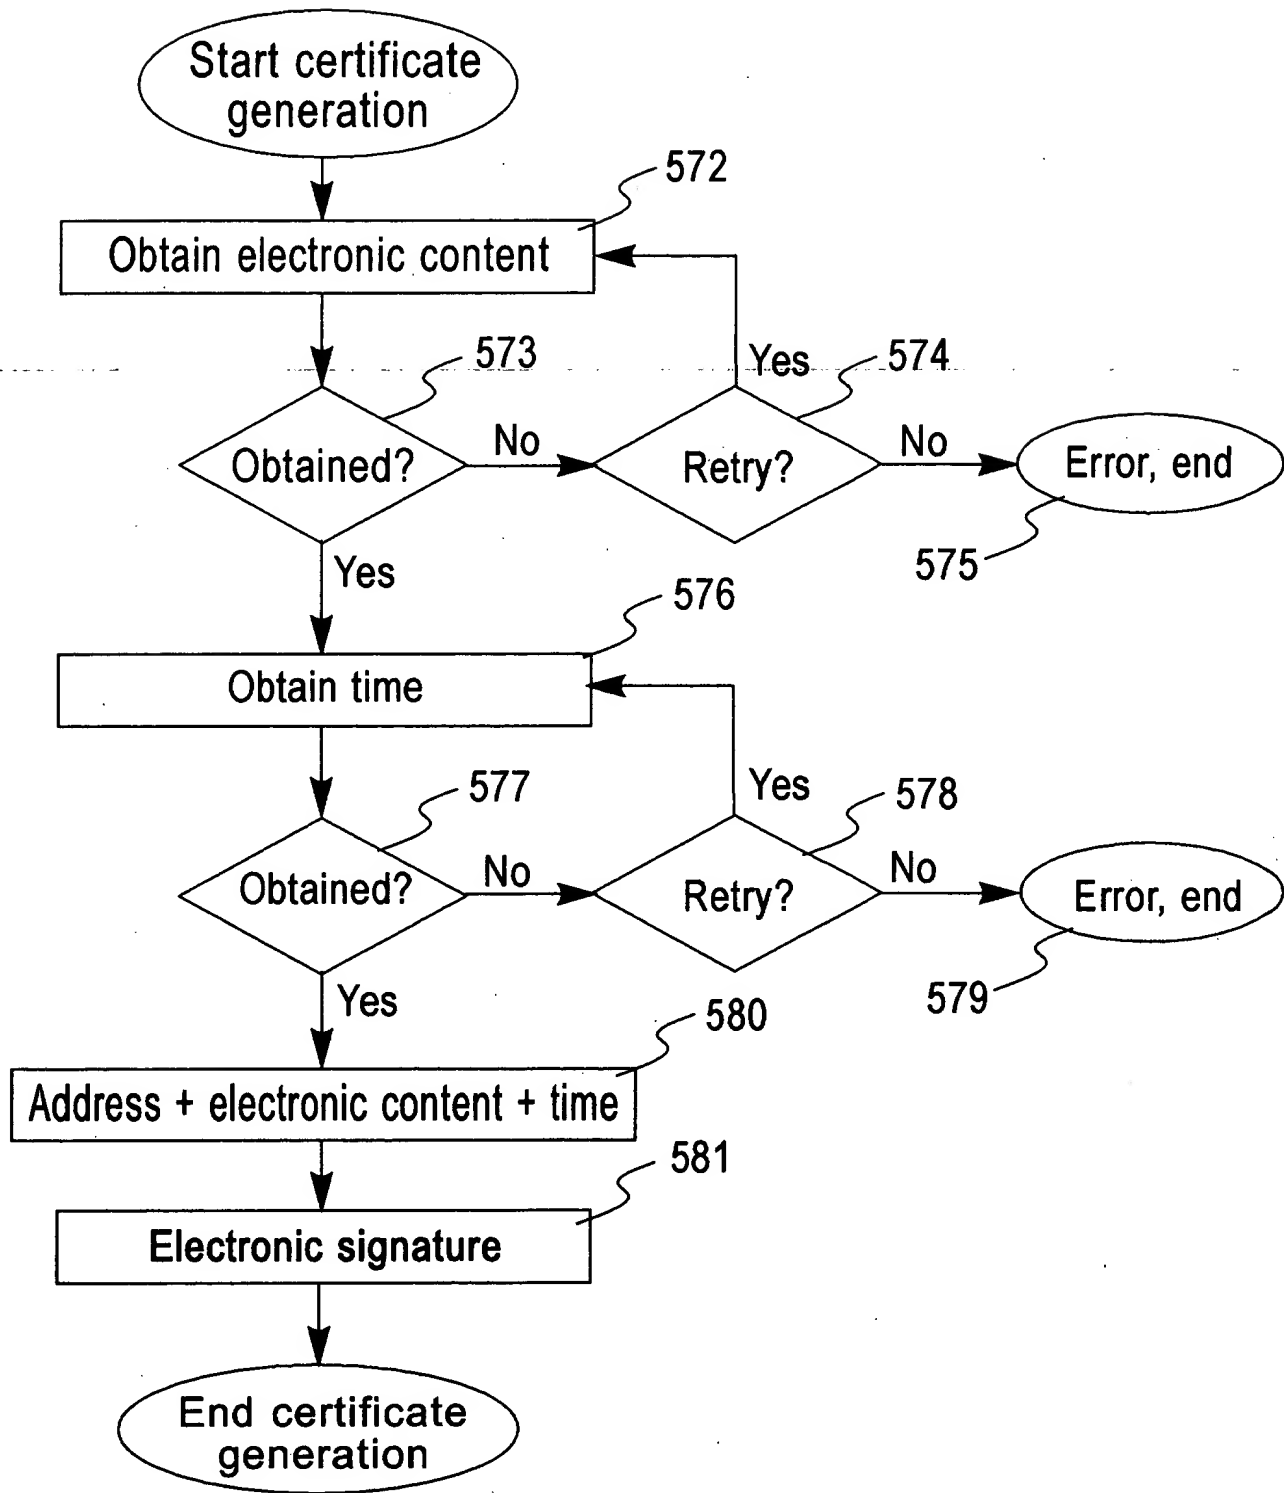 Start certificate
generation
572
Obtain electronic content
573
Yes
574
Obtained?
No
Retry?
No
Error, end
575
Yes
576
Obtain time
577
Yes
578
Obtained?
No
Retry?
No
Error, end
579
Yes
580
Address + electronic content + time
581
Electronic signature
End certificate
generation